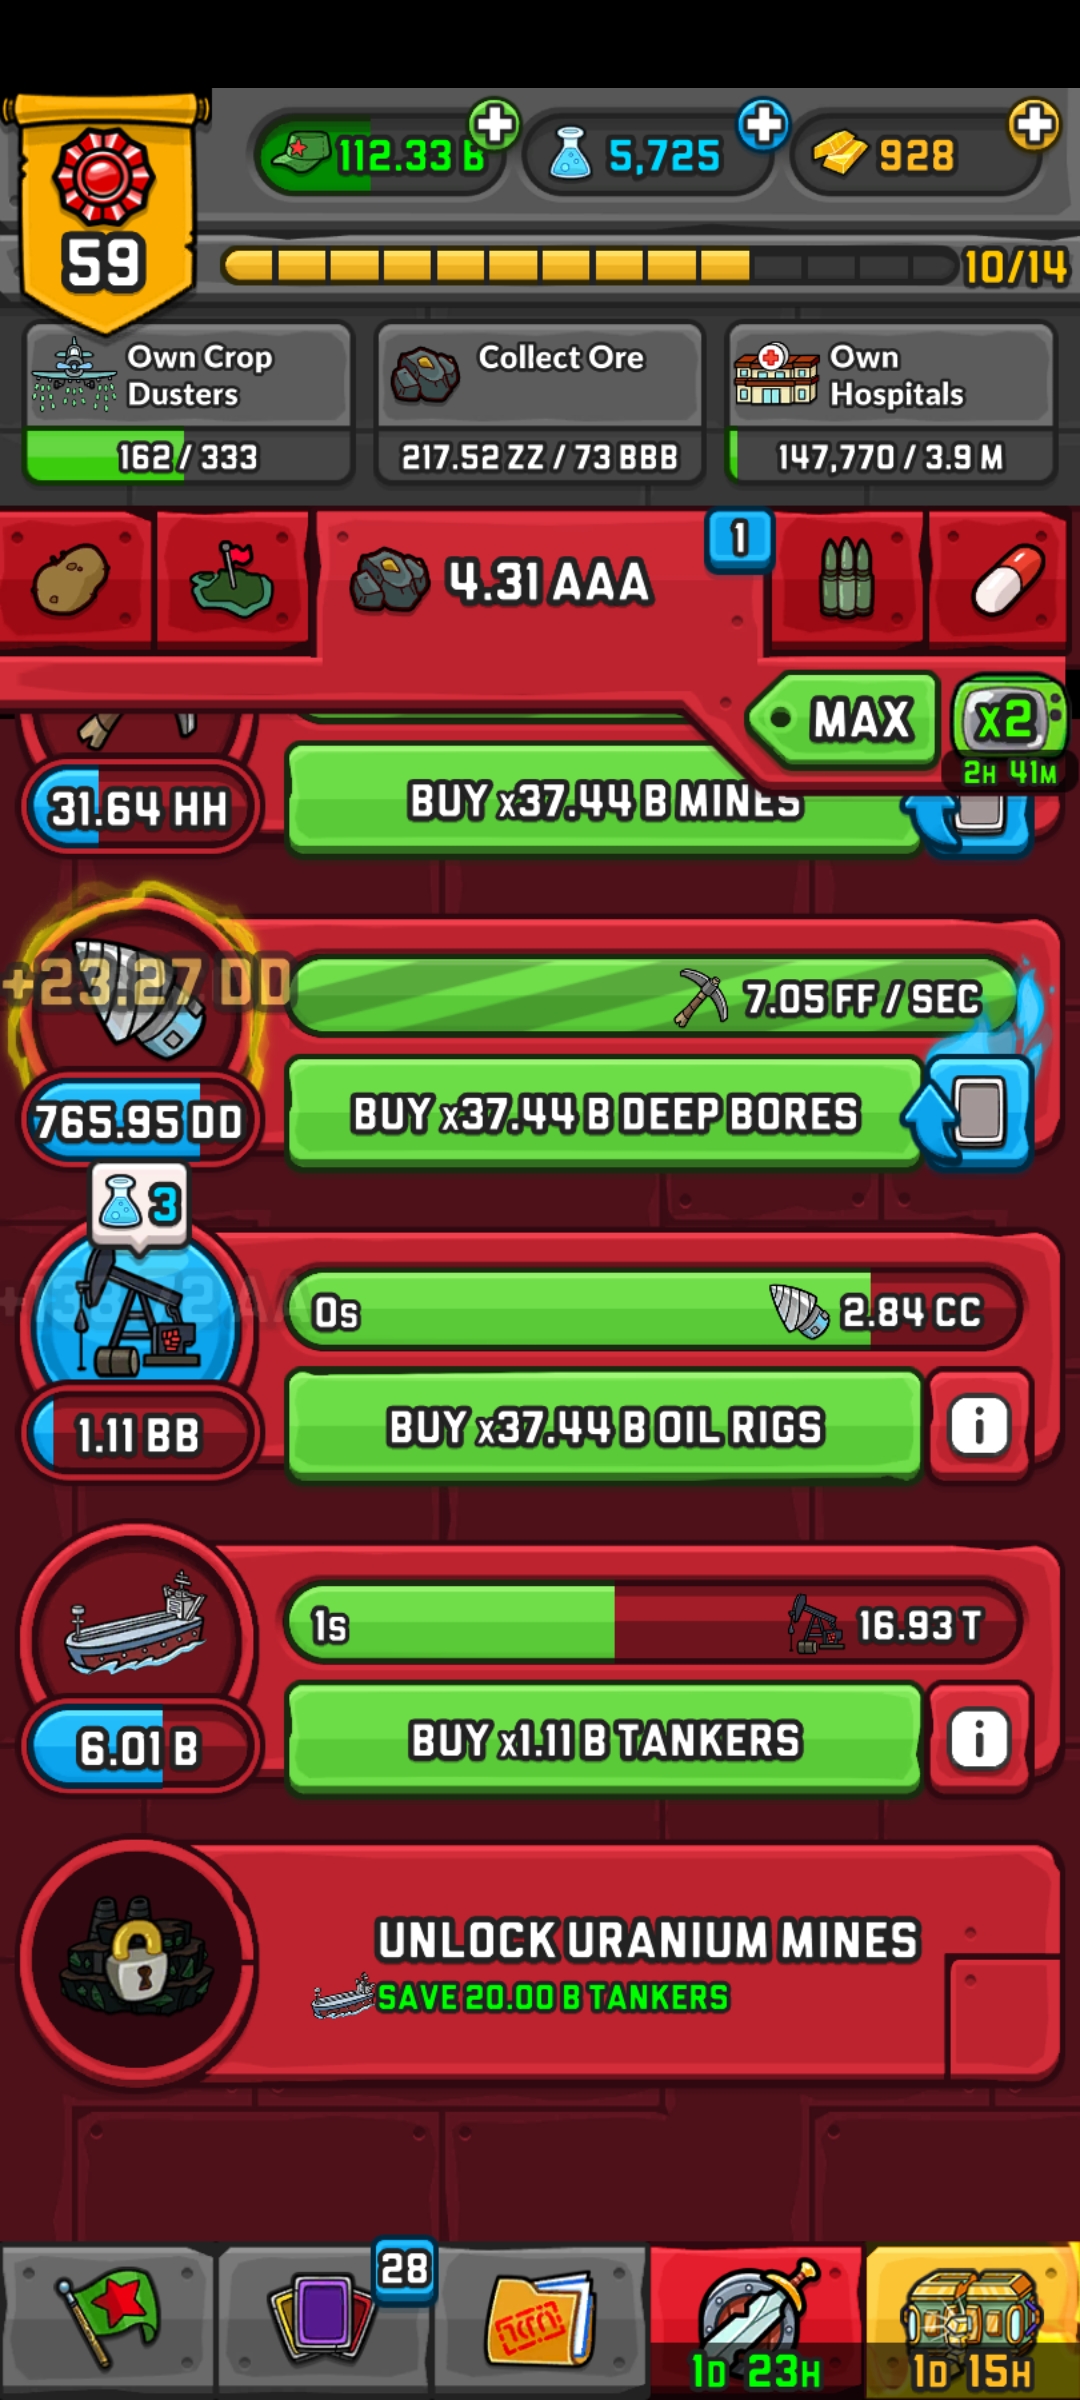 112.33 B
5,725
928
59
10/14
Own Crop
Dusters
162 / 333
Collect Ore
217.52 ZZ / 73 BBB
Own
Hospitals
147,770 / 3.9 M
4.31 AAA
1
MAX
x2
2H 41M
31.64 HH
BUY x37.44 B MINES
+23.27 DD
7.05 FF / SEC
765.95 DD
BUY x37.44 B DEEP BORES
3
0s
2.84 CC
1.11 BB
BUY x37.44 B OIL RIGS
i
1s
16.93 T
6.01 B
BUY x1.11 B TANKERS
i
UNLOCK URANIUM MINES
SAVE 20.00 B TANKERS
28
1D 23H
1D 15H